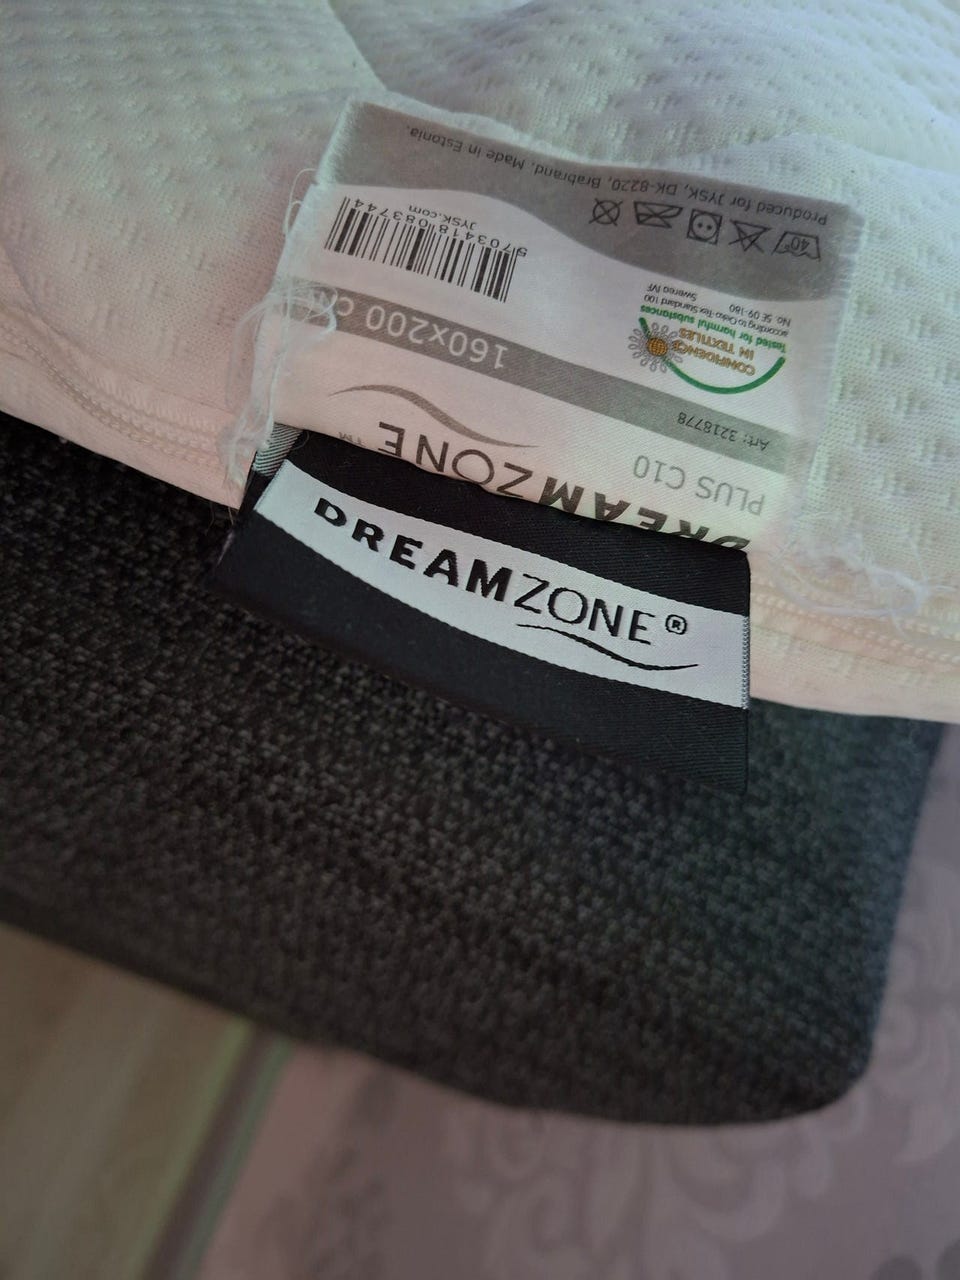 DREAMZONE®
DREAMZONE™
PLUS C10
Art: 3218778
160x200
CONFIDENCE
IN TEXTILES
Tested for harmful substances
according to Oeko-Tex Standard 100
No. SE 09-180
Swerea IVF
5703418083744
JYSK.com
40°
Produced for JYSK, DK-8220, Brabrand. Made in Estonia.